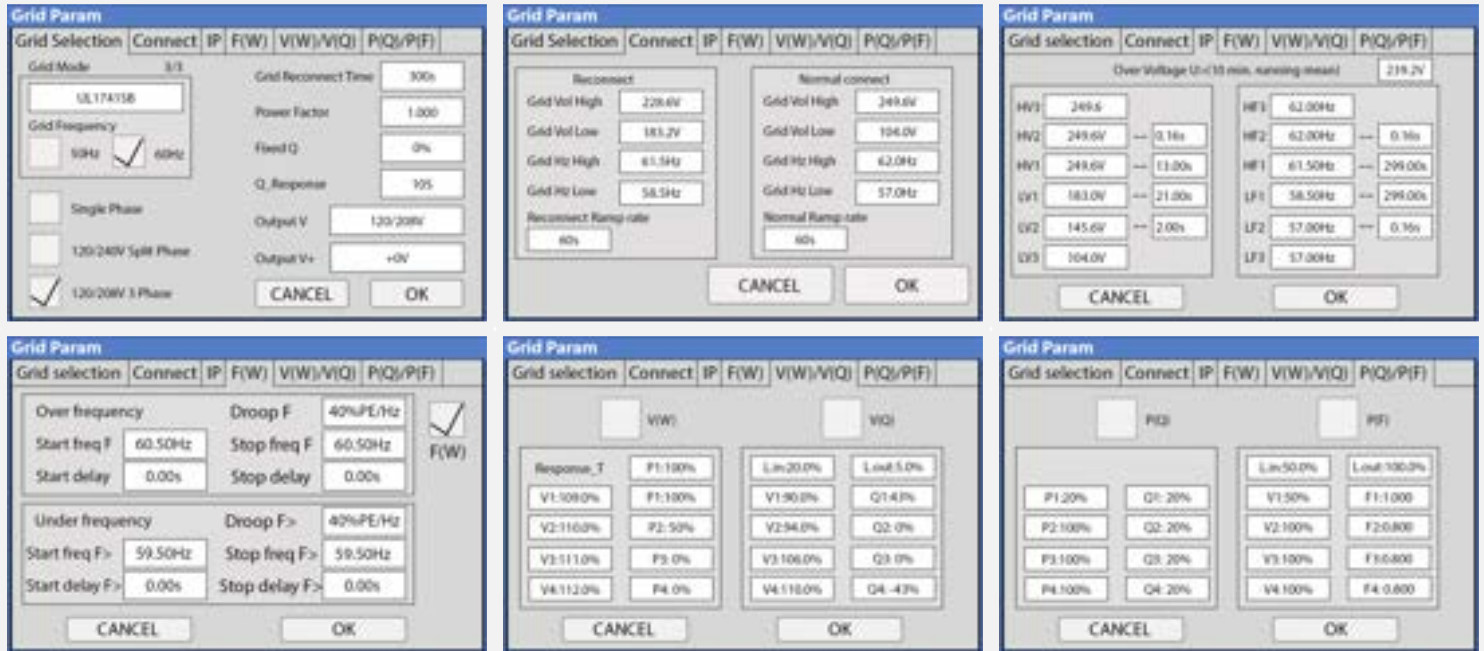 Grid Param
Grid Selection Connect IP F(W) V(W)/V(Q) P(Q)/P(F)
Grid Mode 3/3
UL1741SB
Grid Frequency
50Hz 60Hz
Single Phase
120/240V Split Phase
120/208V 3 Phase
Grid Reconnect Time 300s
Power Factor 1.000
Fixed Q 0%
Q_Response 10S
Output V 120/208V
Output V+ +0V
CANCEL OK
Grid Param
Grid Selection Connect IP F(W) V(W)/V(Q) P(Q)/P(F)
Reconnect
Grid Vol High 228.6V
Grid Vol Low 183.2V
Grid Hz High 61.5Hz
Grid Hz Low 58.5Hz
Reconnect Ramp rate
60s
Normal connect
Grid Vol High 249.6V
Grid Vol Low 104.0V
Grid Hz High 62.0Hz
Grid Hz Low 57.0Hz
Normal Ramp rate
60s
CANCEL OK
Grid Param
Grid selection Connect IP F(W) V(W)/V(Q) P(Q)/P(F)
Over Voltage U>(10 min. running mean) 239.2V
HV3 249.6
HV2 249.6V --- 0.16s
HV1 249.6V --- 13.00s
LV1 183.0V --- 21.00s
LV2 145.6V --- 2.00s
LV3 104.0V
HF3 62.00Hz
HF2 62.00Hz --- 0.16s
HF1 61.50Hz --- 299.00s
LF1 58.50Hz --- 299.00s
LF2 57.00Hz --- 0.16s
LF3 57.00Hz
CANCEL OK
Grid Param
Grid selection Connect IP F(W) V(W)/V(Q) P(Q)/P(F)
Over frequency Droop F 40%PE/Hz
Start freq F 60.50Hz Stop freq F 60.50Hz
Start delay 0.00s Stop delay 0.00s
F(W)
Under frequency Droop F> 40%PE/Hz
Start freq F> 59.50Hz Stop freq F> 59.50Hz
Start delay F> 0.00s Stop delay F> 0.00s
CANCEL OK
Grid Param
Grid selection Connect IP F(W) V(W)/V(Q) P(Q)/P(F)
V(W) V(Q)
Response_T P1:100%
V1:109.0% P1:100%
V2:110.0% P2: 50%
V3:111.0% P3: 0%
V4:112.0% P4: 0%
L.in:20.0% L.out:5.0%
V1:90.0% Q1:43%
V2:94.0% Q2: 0%
V3:106.0% Q3: 0%
V4:110.0% Q4: -43%
CANCEL OK
Grid Param
Grid selection Connect IP F(W) V(W)/V(Q) P(Q)/P(F)
P(Q) P(F)
P1:20% Q1: 20%
P2:100% Q2: 20%
P3:100% Q3: 20%
P4:100% Q4: 20%
L.in:50.0% L.out:100.0%
V1:50% F1:1.000
V2:100% F2:0.800
V3:100% F3:0.800
V4:100% F4:0.800
CANCEL OK